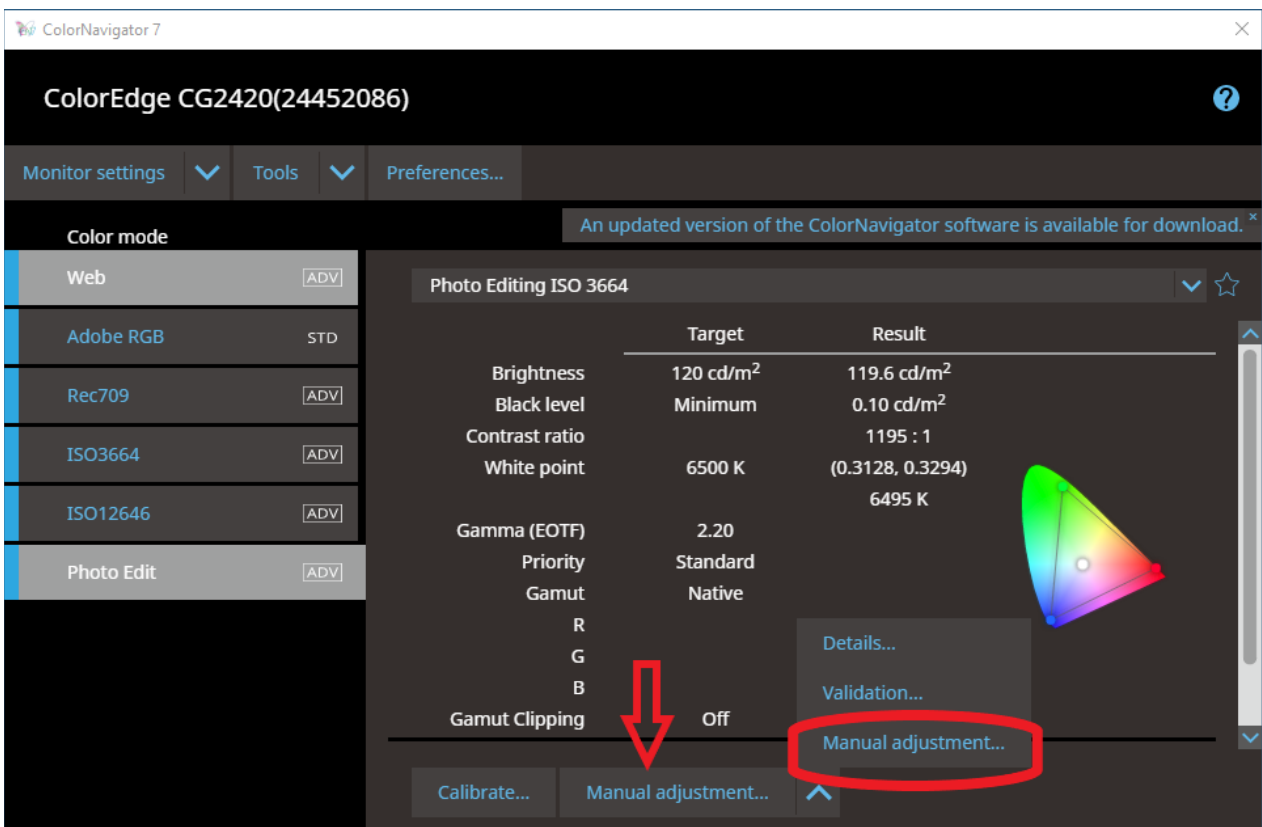 ColorNavigator 7
ColorEdge CG2420(24452086)
?
Monitor settings Tools Preferences...
An updated version of the ColorNavigator software is available for download.
Color mode
Web ADV
Adobe RGB STD
Rec709 ADV
ISO3664 ADV
ISO12646 ADV
Photo Edit ADV
Photo Editing ISO 3664
Target Result
Brightness 120 cd/m² 119.6 cd/m²
Black level Minimum 0.10 cd/m²
Contrast ratio 1195 : 1
White point 6500 K (0.3128, 0.3294)
6495 K
Gamma (EOTF) 2.20
Priority Standard
Gamut Native
R
G
B
Gamut Clipping Off
Details...
Validation...
Manual adjustment...
Calibrate... Manual adjustment...